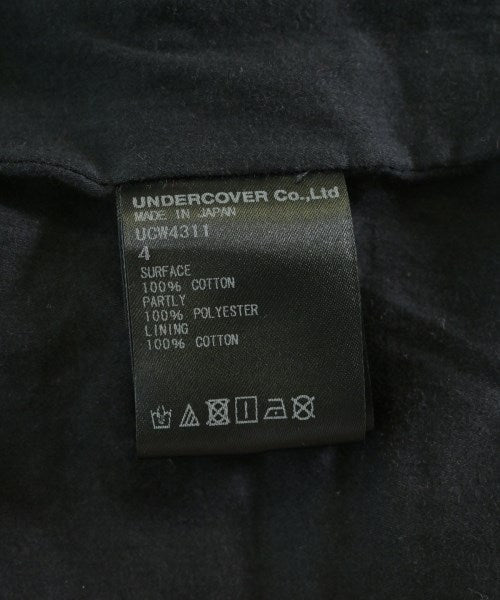 UNDERCOVER Co.,Ltd
MADE IN JAPAN
UCW4311
4
SURFACE
100% COTTON
PARTLY
100% POLYESTER
LINING
100% COTTON